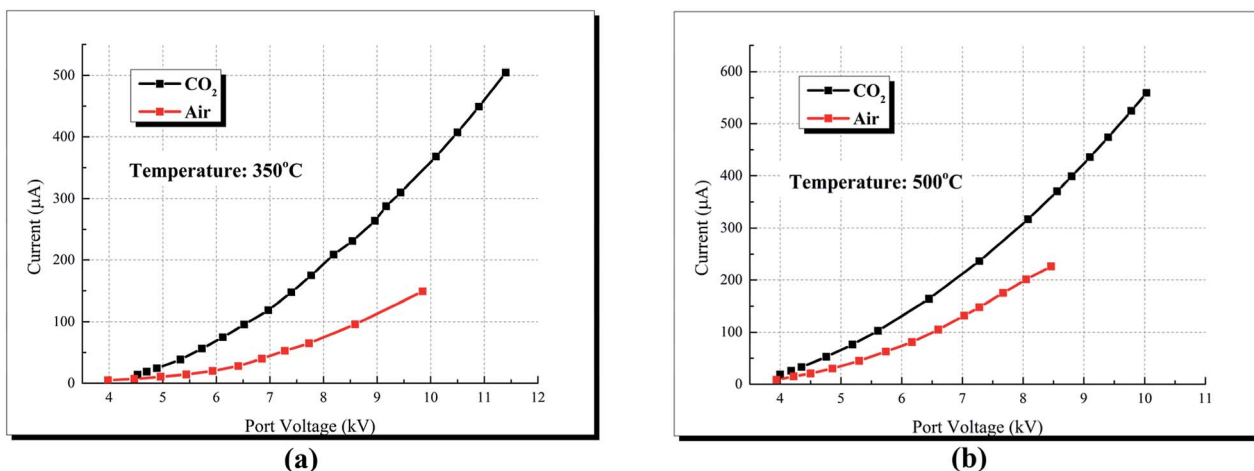 500
400
300
200
100
0
Current (μA)
CO₂
Air
Temperature: 350°C
4 5 6 7 8 9 10 11 12
Port Voltage (kV)
(a)
600
500
400
300
200
100
0
Current (μA)
CO₂
Air
Temperature: 500°C
4 5 6 7 8 9 10 11
Port Voltage (kV)
(b)